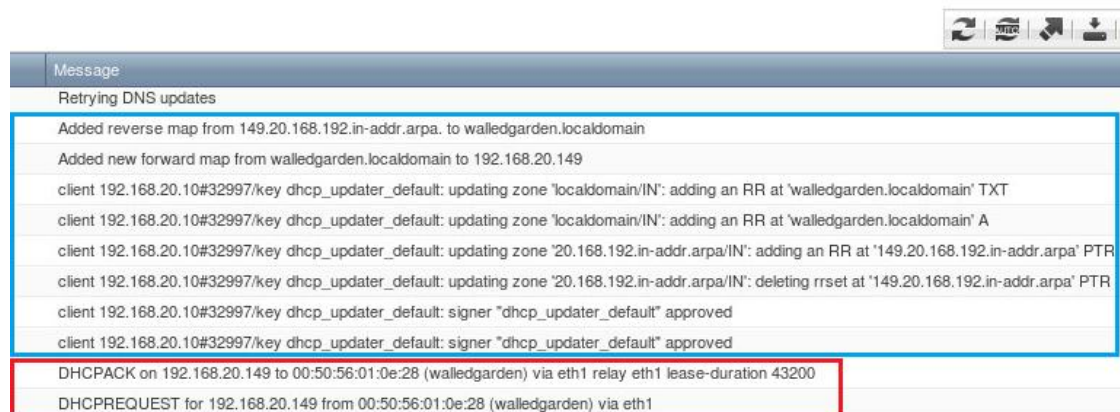 AUTO
Message
Retrying DNS updates
Added reverse map from 149.20.168.192.in-addr.arpa. to walledgarden.localdomain
Added new forward map from walledgarden.localdomain to 192.168.20.149
client 192.168.20.10#32997/key dhcp_updater_default: updating zone 'localdomain/IN': adding an RR at 'walledgarden.localdomain' TXT
client 192.168.20.10#32997/key dhcp_updater_default: updating zone 'localdomain/IN': adding an RR at 'walledgarden.localdomain' A
client 192.168.20.10#32997/key dhcp_updater_default: updating zone '20.168.192.in-addr.arpa/IN': adding an RR at '149.20.168.192.in-addr.arpa' PTR
client 192.168.20.10#32997/key dhcp_updater_default: updating zone '20.168.192.in-addr.arpa/IN': deleting rrset at '149.20.168.192.in-addr.arpa' PTR
client 192.168.20.10#32997/key dhcp_updater_default: signer "dhcp_updater_default" approved
client 192.168.20.10#32997/key dhcp_updater_default: signer "dhcp_updater_default" approved
DHCPACK on 192.168.20.149 to 00:50:56:01:0e:28 (walledgarden) via eth1 relay eth1 lease-duration 43200
DHCPREQUEST for 192.168.20.149 from 00:50:56:01:0e:28 (walledgarden) via eth1